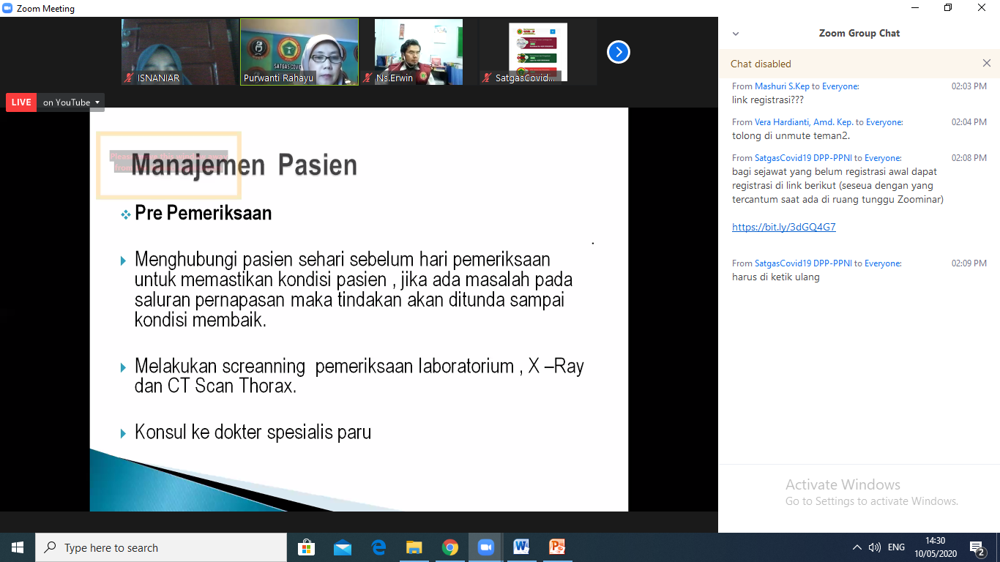 Zoom Meeting
ISNANIAR
Purwanti Rahayu
Ns.Erwin
SatgasCovid...
SATGAS COVID
LIVE on YouTube
Manajemen Pasien
Pre Pemeriksaan
Menghubungi pasien sehari sebelum hari pemeriksaan
untuk memastikan kondisi pasien , jika ada masalah pada
saluran pernapasan maka tindakan akan ditunda sampai
kondisi membaik.
Melakukan screanning pemeriksaan laboratorium , X –Ray
dan CT Scan Thorax.
Konsul ke dokter spesialis paru
Zoom Group Chat
Chat disabled
From Mashuri S.Kep to Everyone: 02:03 PM
link registrasi???
From Vera Hardianti, Amd. Kep. to Everyone: 02:04 PM
tolong di unmute teman2.
From SatgasCovid19 DPP-PPNI to Everyone: 02:08 PM
bagi sejawat yang belum registrasi awal dapat
registrasi di link berikut (seseua dengan yang
tercantum saat ada di ruang tunggu Zoominar)
https://bit.ly/3dGQ4G7
From SatgasCovid19 DPP-PPNI to Everyone: 02:09 PM
harus di ketik ulang
Activate Windows
Go to Settings to activate Windows.
Type here to search
ENG
14:30
10/05/2020
2